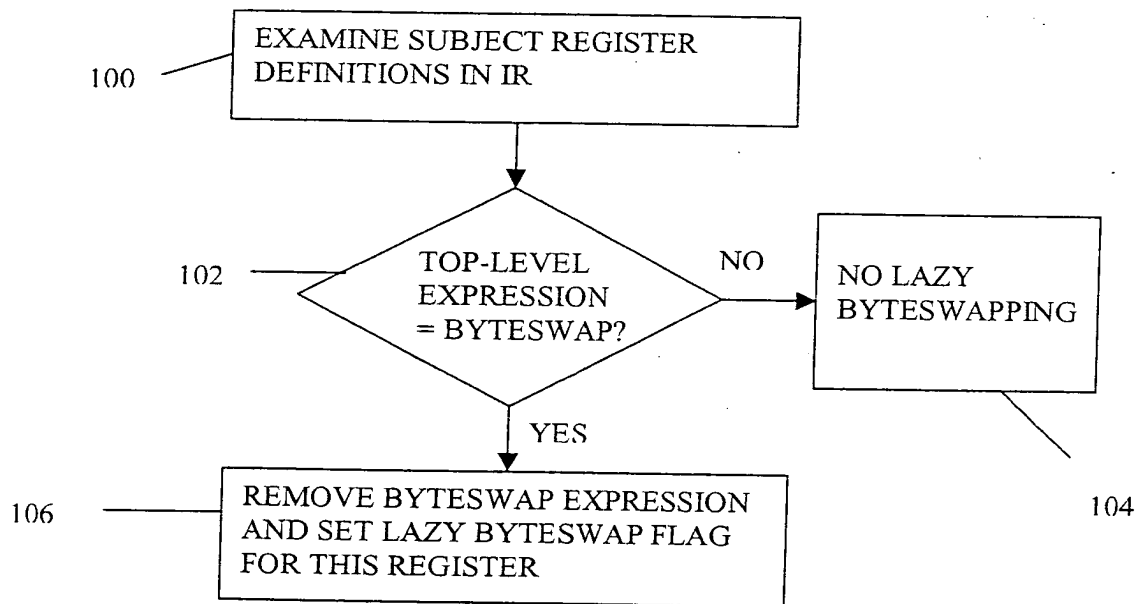 EXAMINE SUBJECT REGISTER
DEFINITIONS IN IR
100
102
TOP-LEVEL
EXPRESSION
= BYTESWAP?
NO
NO LAZY
BYTESWAPPING
104
YES
106
REMOVE BYTESWAP EXPRESSION
AND SET LAZY BYTESWAP FLAG
FOR THIS REGISTER